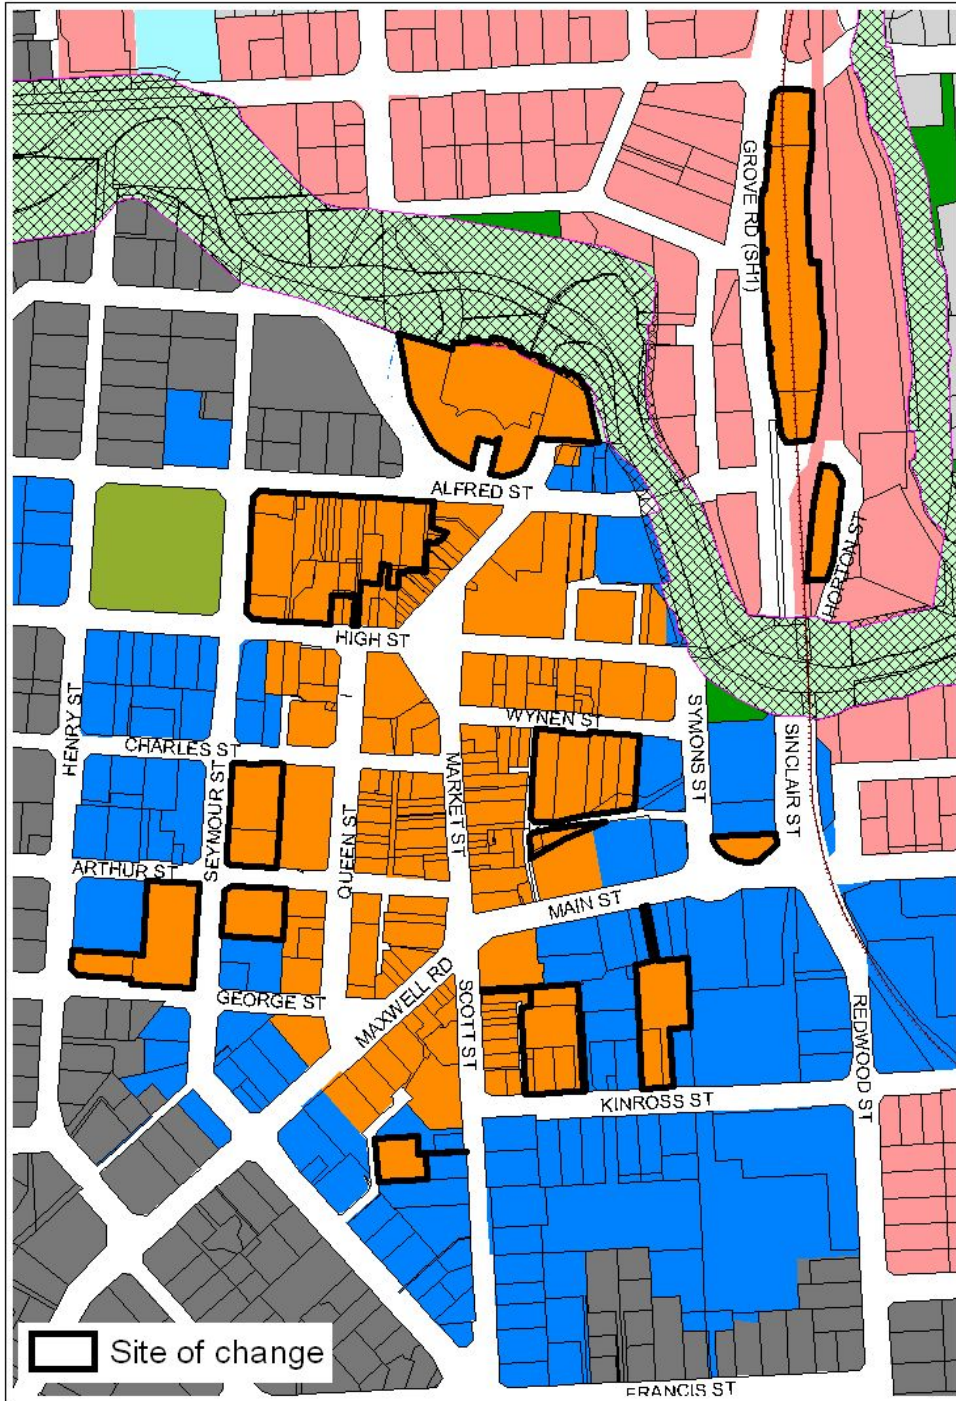 GROVE RD (SH1)
ALFRED ST
HORTON ST
HIGH ST
HENRY ST
WYNEN ST
SYMONS ST
SINCLAIR ST
CHARLES ST
SEYMOUR ST
MARKET ST
QUEEN ST
ARTHUR ST
MAIN ST
MAXWELL RD
GEORGE ST
SCOTT ST
REDWOOD ST
KINROSS ST
Site of change
FRANCIS ST